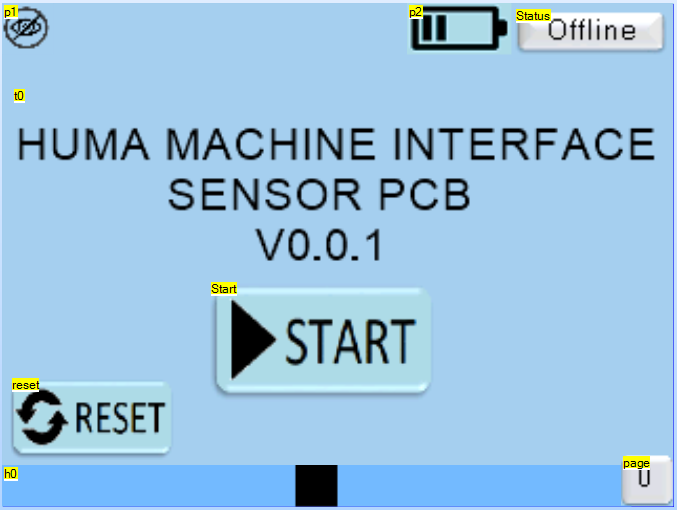 p1
p2
Status
Offline
t0
HUMA MACHINE INTERFACE
SENSOR PCB
V0.0.1
Start
START
reset
RESET
h0
page
U